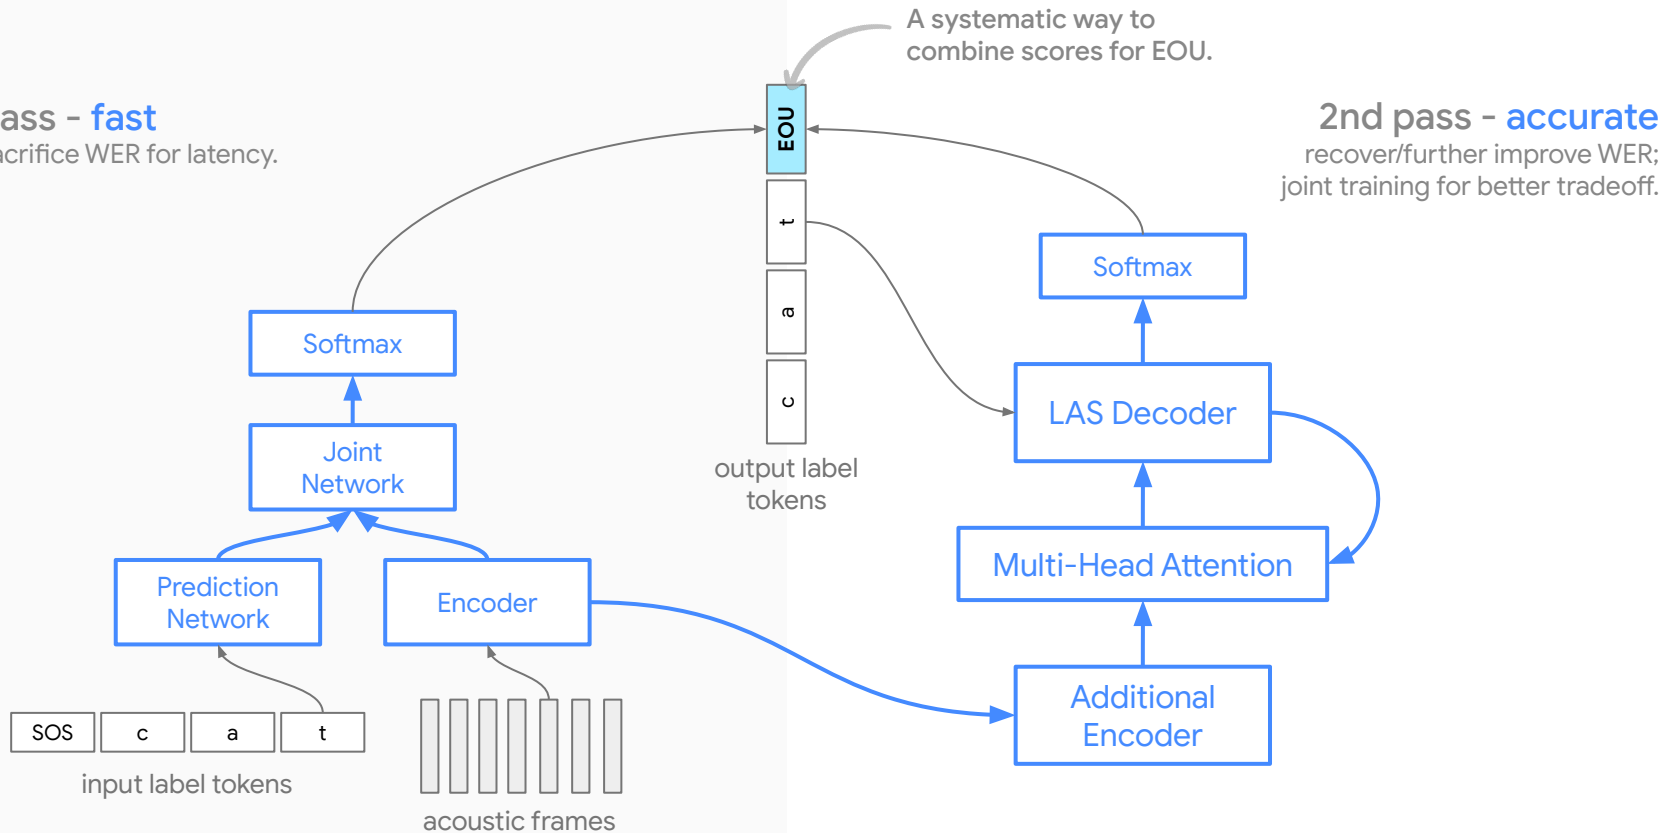 A systematic way to
combine scores for EOU.
ass - fast
acrifice WER for latency.
2nd pass - accurate
recover/further improve WER;
joint training for better tradeoff.
EOU
t
a
c
output label
tokens
Softmax
Joint
Network
Prediction
Network
Encoder
SOS
c
a
t
input label tokens
acoustic frames
Softmax
LAS Decoder
Multi-Head Attention
Additional
Encoder